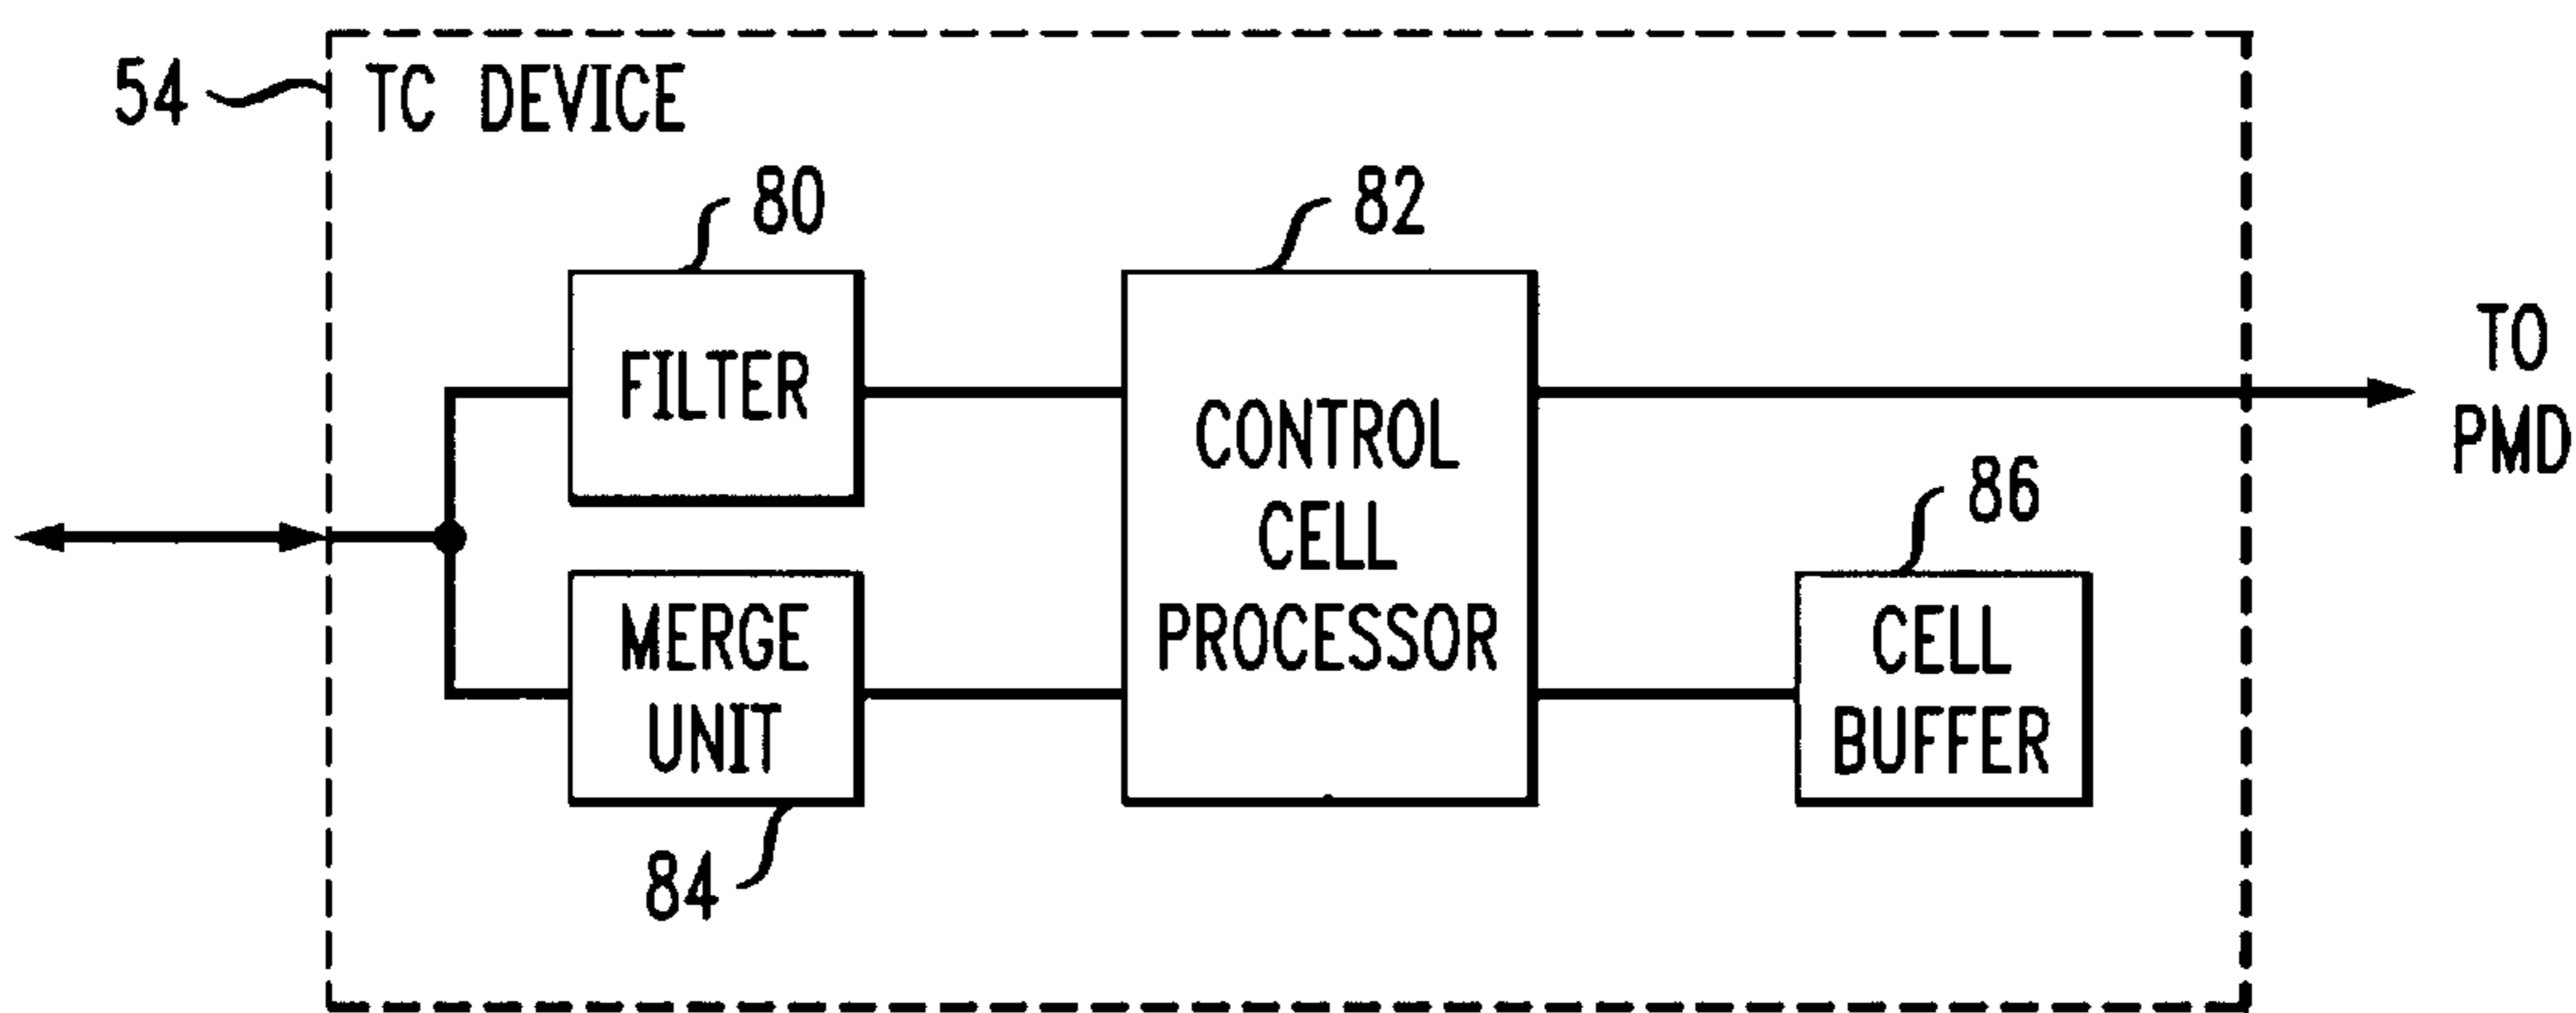 54
TC DEVICE
80
82
FILTER
CONTROL
CELL
PROCESSOR
TO
PMD
86
MERGE
UNIT
CELL
BUFFER
84